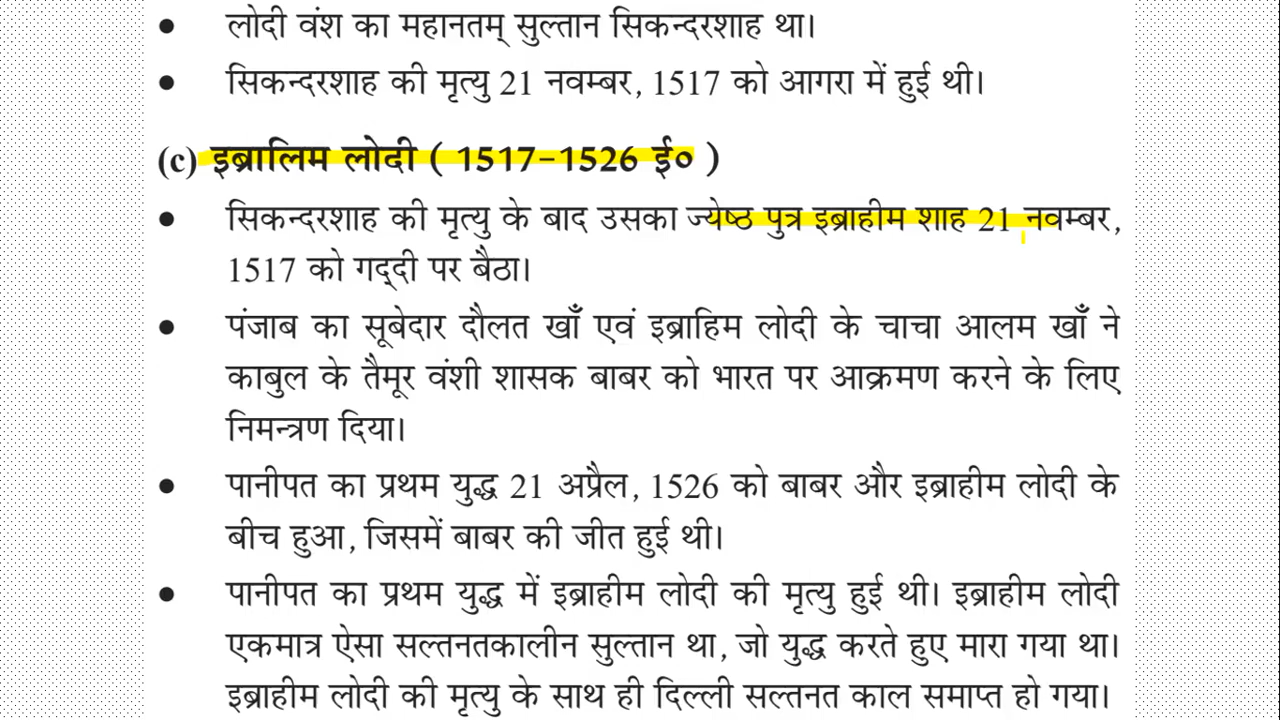 • लोदी वंश का महानतम् सुल्तान सिकन्दरशाह था।
• सिकन्दरशाह की मृत्यु 21 नवम्बर, 1517 को आगरा में हुई थी।
(c) इब्रालिम लोदी ( 1517-1526 ई० )
• सिकन्दरशाह की मृत्यु के बाद उसका ज्येष्ठ पुत्र इब्राहीम शाह 21 नवम्बर,
1517 को गद्‌दी पर बैठा।
• पंजाब का सूबेदार दौलत खाँ एवं इब्राहिम लोदी के चाचा आलम खाँ ने
काबुल के तैमूर वंशी शासक बाबर को भारत पर आक्रमण करने के लिए
निमन्त्रण दिया।
• पानीपत का प्रथम युद्ध 21 अप्रैल, 1526 को बाबर और इब्राहीम लोदी के
बीच हुआ, जिसमें बाबर की जीत हुई थी।
• पानीपत का प्रथम युद्ध में इब्राहीम लोदी की मृत्यु हुई थी। इब्राहीम लोदी
एकमात्र ऐसा सल्तनतकालीन सुल्तान था, जो युद्ध करते हुए मारा गया था।
इब्राहीम लोदी की मृत्यु के साथ ही दिल्ली सल्तनत काल समाप्त हो गया।